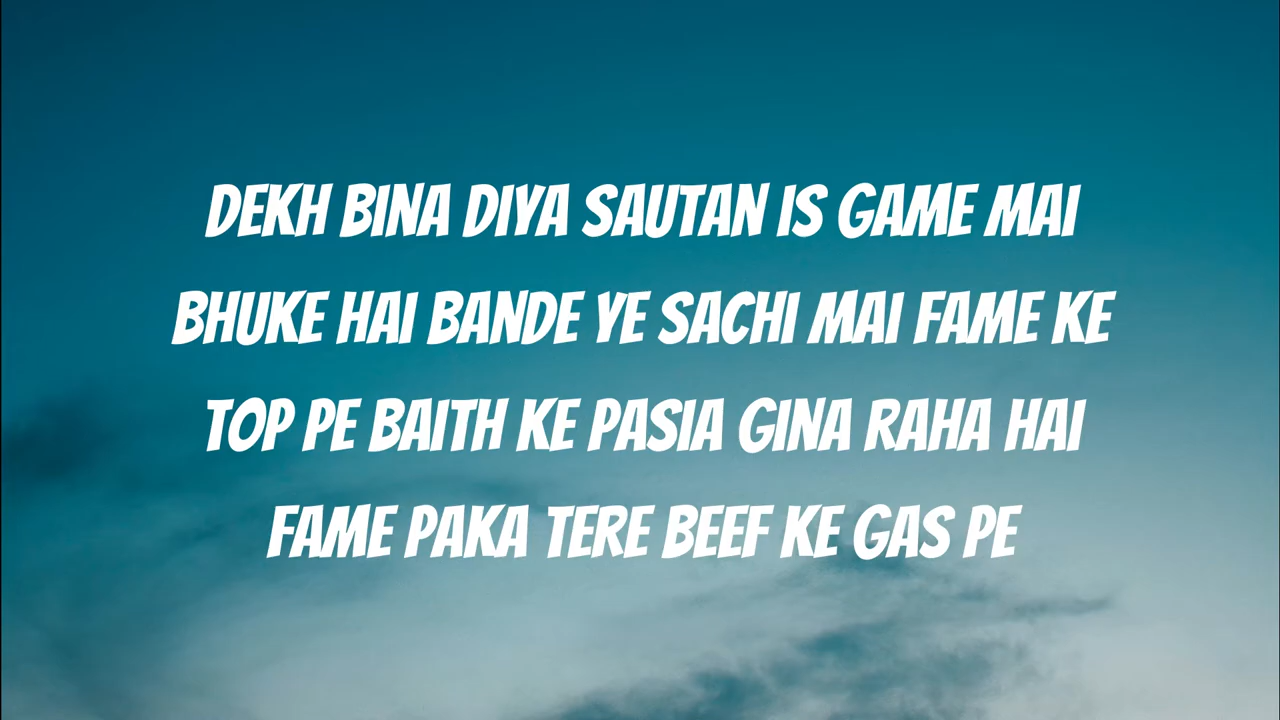 DEKH BINA DIYA SAUTAN IS GAME MAI
BHUKE HAI BANDE YE SACHI MAI FAME KE
TOP PE BAITH KE PASIA GINA RAHA HAI
FAME PAKA TERE BEEF KE GAS PE